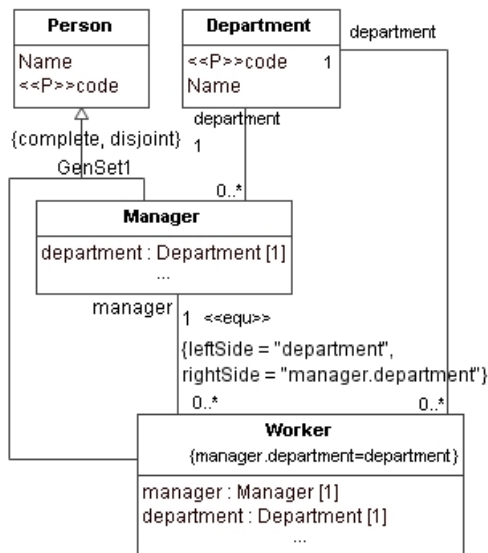 Person
Name
<<P>>code
Department
<<P>>code
Name
1
department
department
1
{complete, disjoint}
GenSet1
0..*
Manager
department : Department [1]
...
manager
1 <<equ>>
{leftSide = "department",
rightSide = "manager.department"}
0..*
0..*
Worker
{manager.department=department}
manager : Manager [1]
department : Department [1]
...